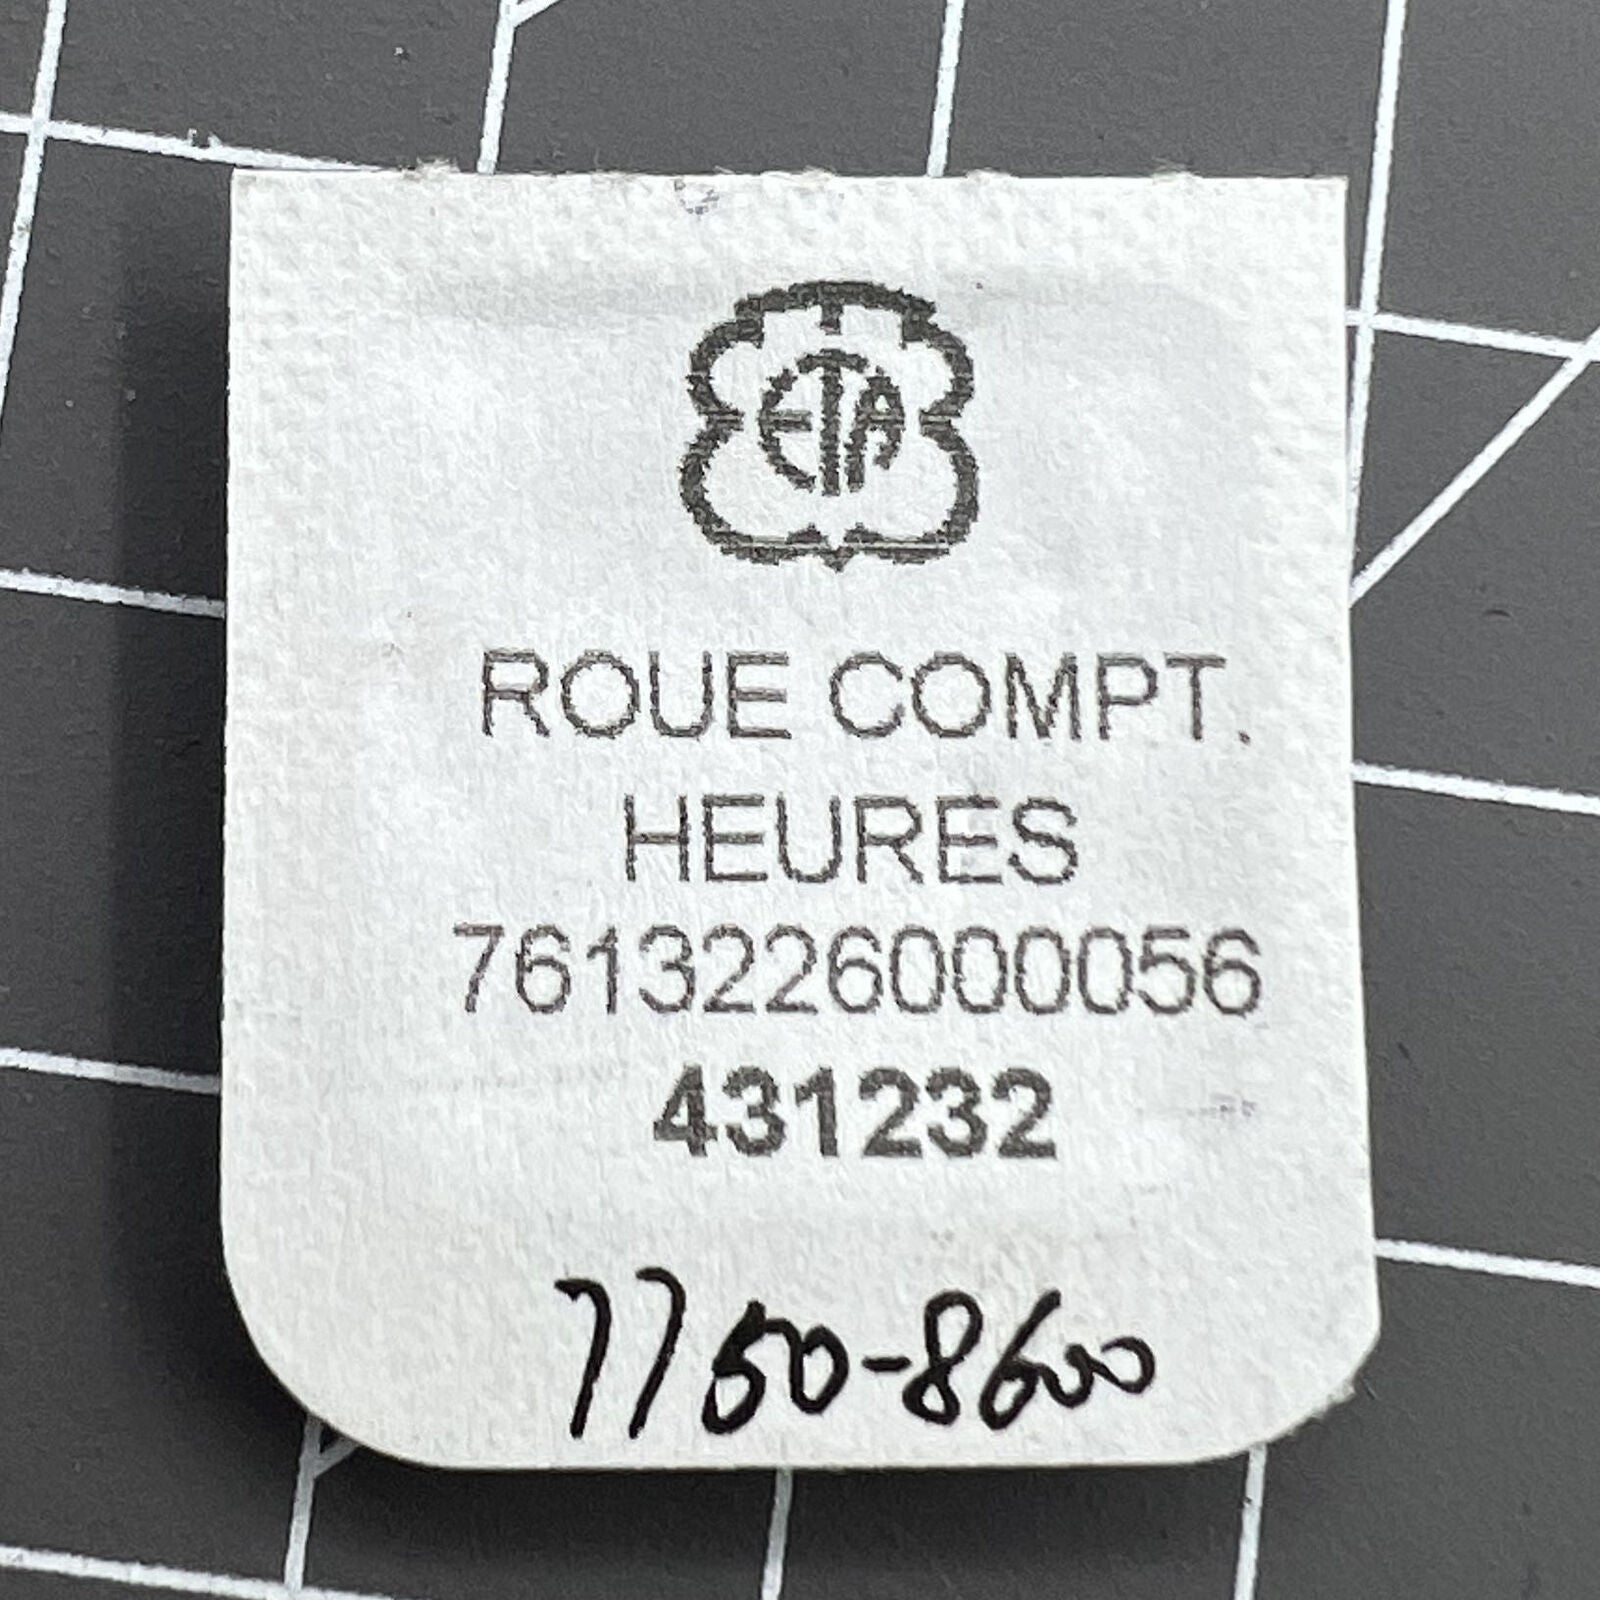 ETA
ROUE COMPT.
HEURES
7613226000056
431232
7750-8600